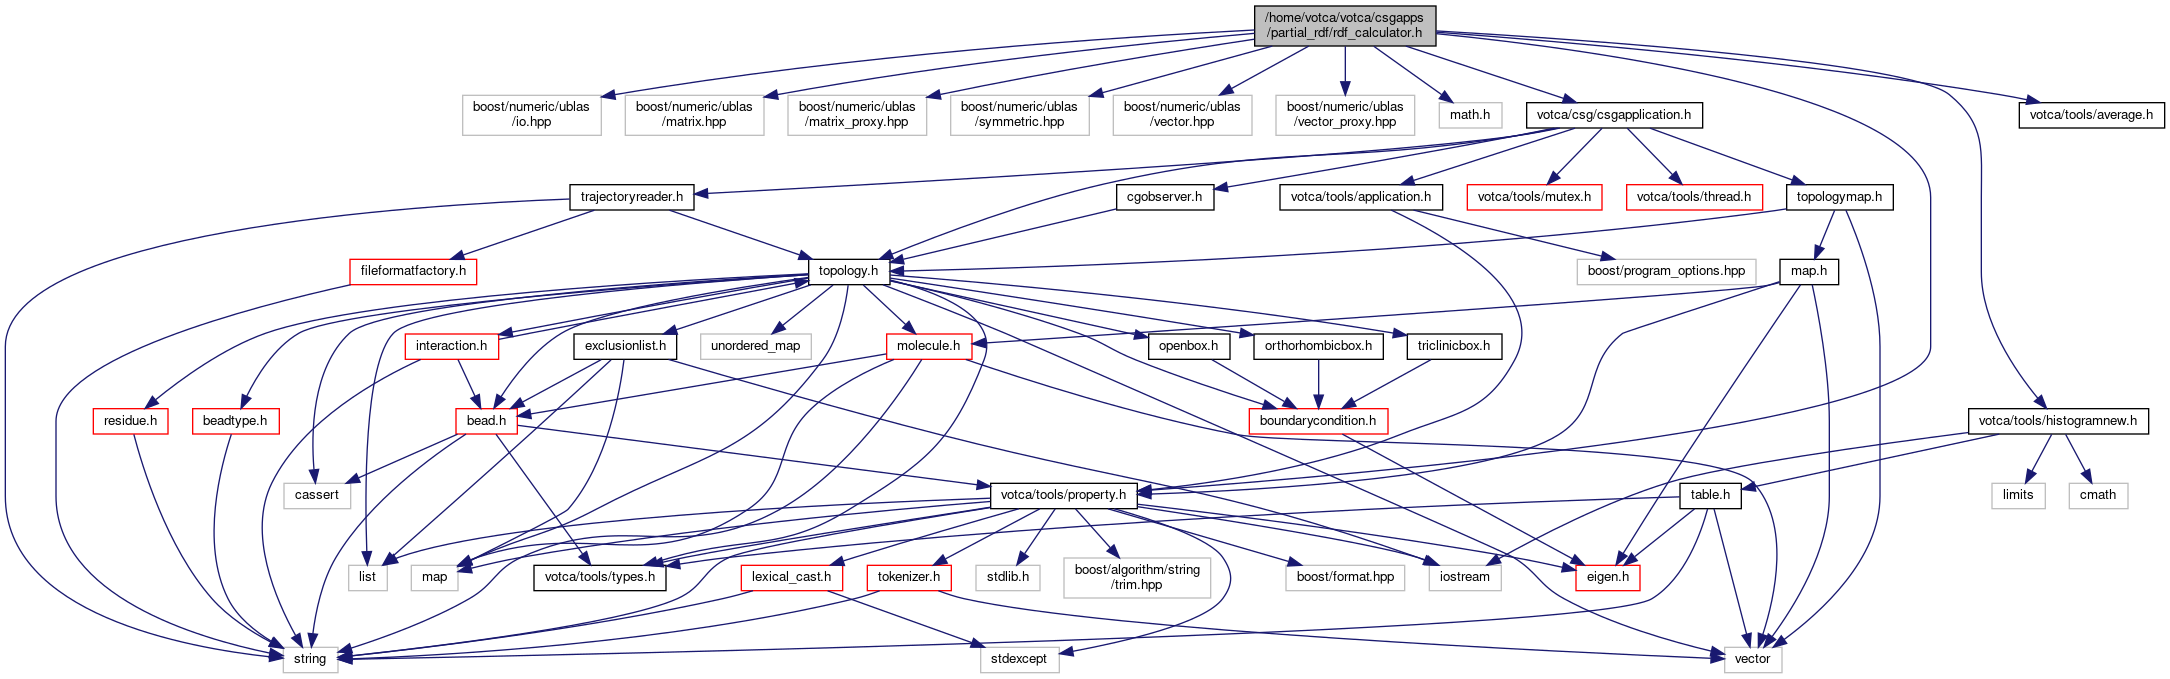 /home/votca/votca/csgapps
/partial_rdf/rdf_calculator.h
boost/numeric/ublas
/io.hpp
boost/numeric/ublas
/matrix.hpp
boost/numeric/ublas
/matrix_proxy.hpp
boost/numeric/ublas
/symmetric.hpp
boost/numeric/ublas
/vector.hpp
boost/numeric/ublas
/vector_proxy.hpp
math.h
votca/csg/csgapplication.h
votca/tools/average.h
trajectoryreader.h
cgobserver.h
votca/tools/application.h
votca/tools/mutex.h
votca/tools/thread.h
topologymap.h
fileformatfactory.h
topology.h
boost/program_options.hpp
map.h
interaction.h
exclusionlist.h
unordered_map
molecule.h
openbox.h
orthorhombicbox.h
triclinicbox.h
residue.h
beadtype.h
bead.h
boundarycondition.h
votca/tools/histogramnew.h
cassert
votca/tools/property.h
table.h
limits
cmath
list
map
votca/tools/types.h
lexical_cast.h
tokenizer.h
stdlib.h
boost/algorithm/string
/trim.hpp
boost/format.hpp
iostream
eigen.h
string
stdexcept
vector